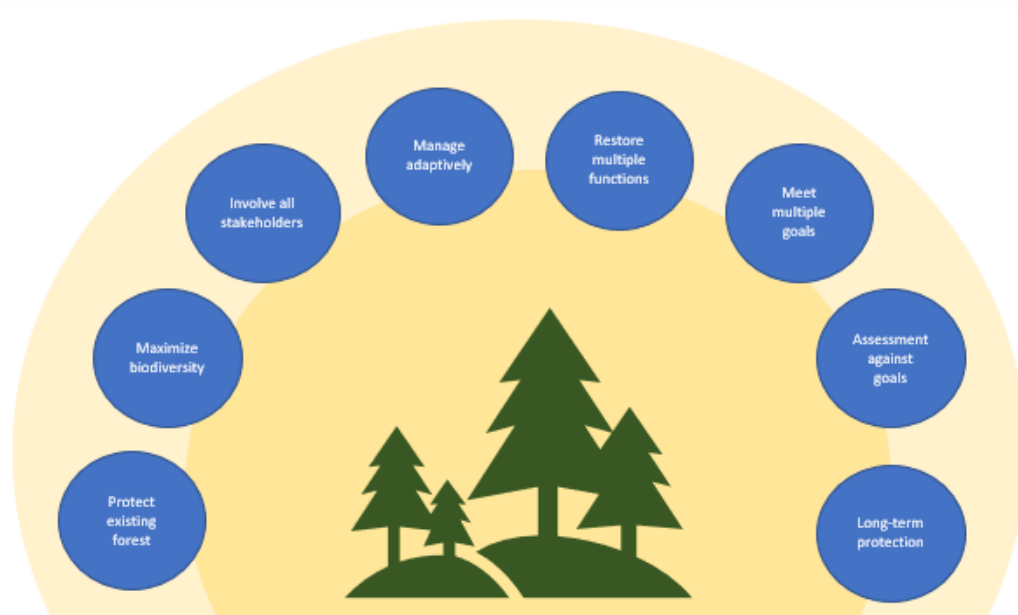 Protect
existing
forest
Maximize
biodiversity
Involve all
stakeholders
Manage
adaptively
Restore
multiple
functions
Meet
multiple
goals
Assessment
against
goals
Long-term
protection